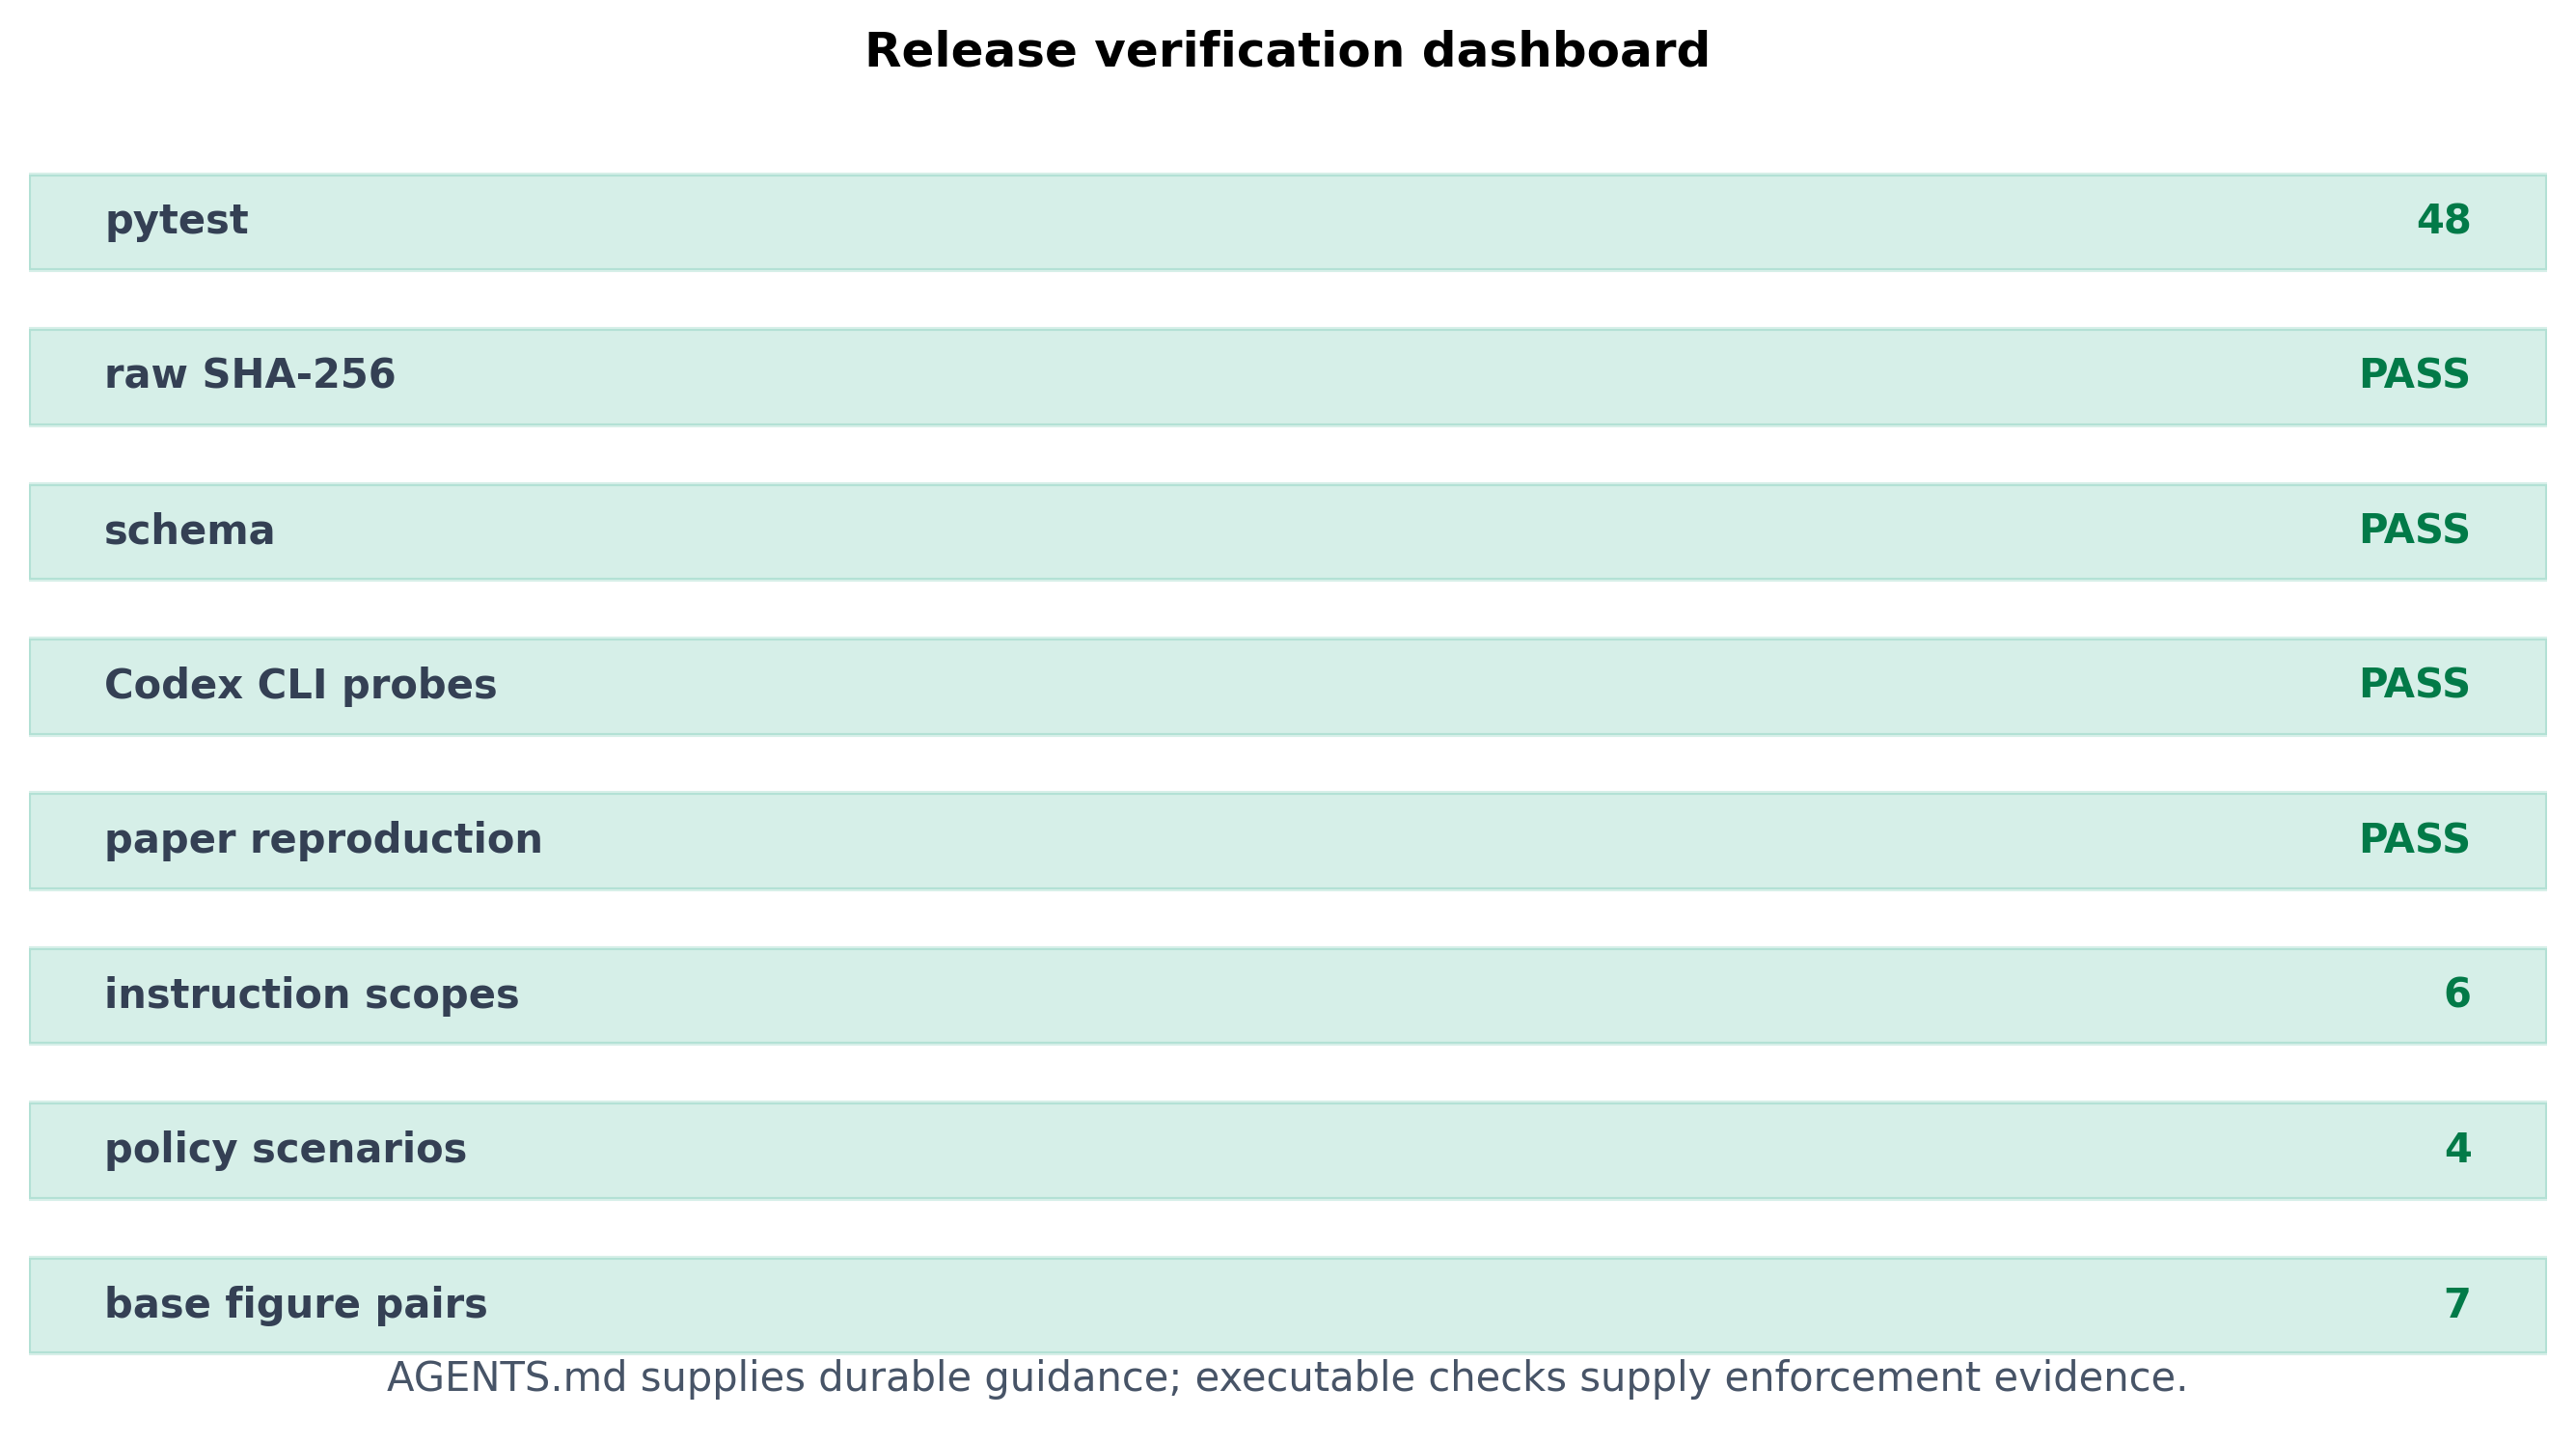 Release verification dashboard
pytest 48
raw SHA-256 PASS
schema PASS
Codex CLI probes PASS
paper reproduction PASS
instruction scopes 6
policy scenarios 4
base figure pairs 7
AGENTS.md supplies durable guidance; executable checks supply enforcement evidence.